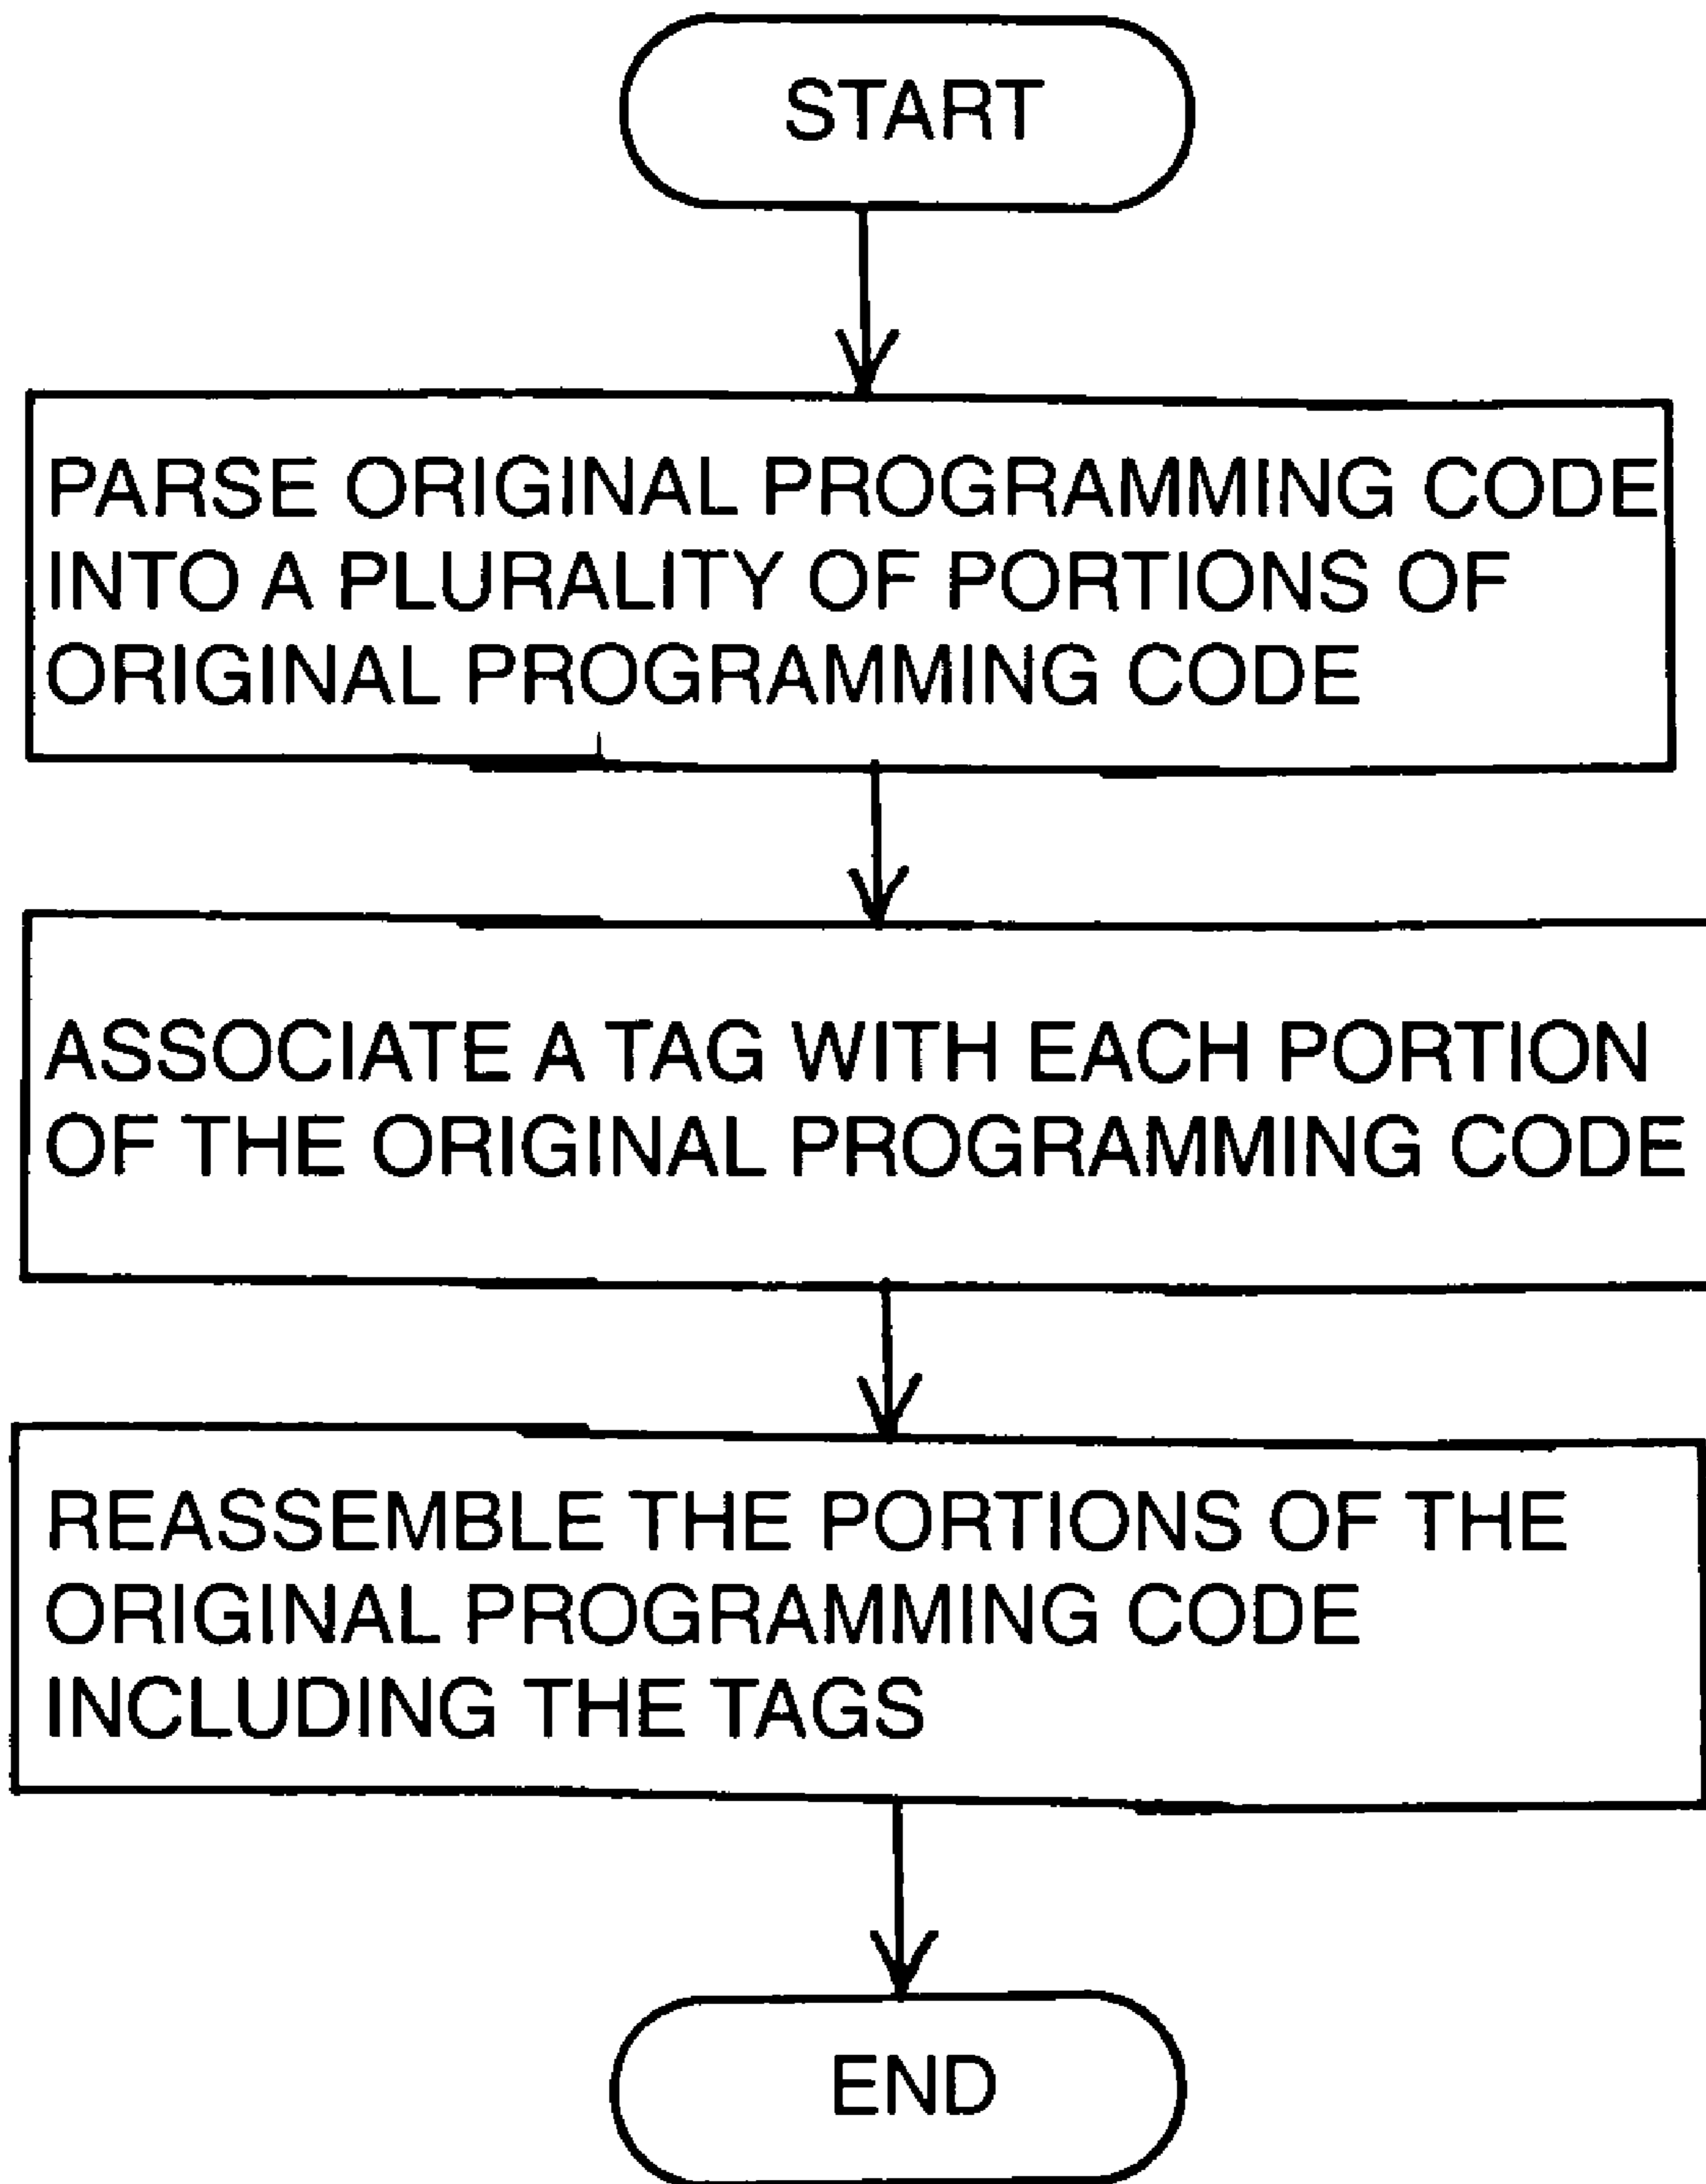 START
PARSE ORIGINAL PROGRAMMING CODE
INTO A PLURALITY OF PORTIONS OF
ORIGINAL PROGRAMMING CODE
ASSOCIATE A TAG WITH EACH PORTION
OF THE ORIGINAL PROGRAMMING CODE
REASSEMBLE THE PORTIONS OF THE
ORIGINAL PROGRAMMING CODE
INCLUDING THE TAGS
END